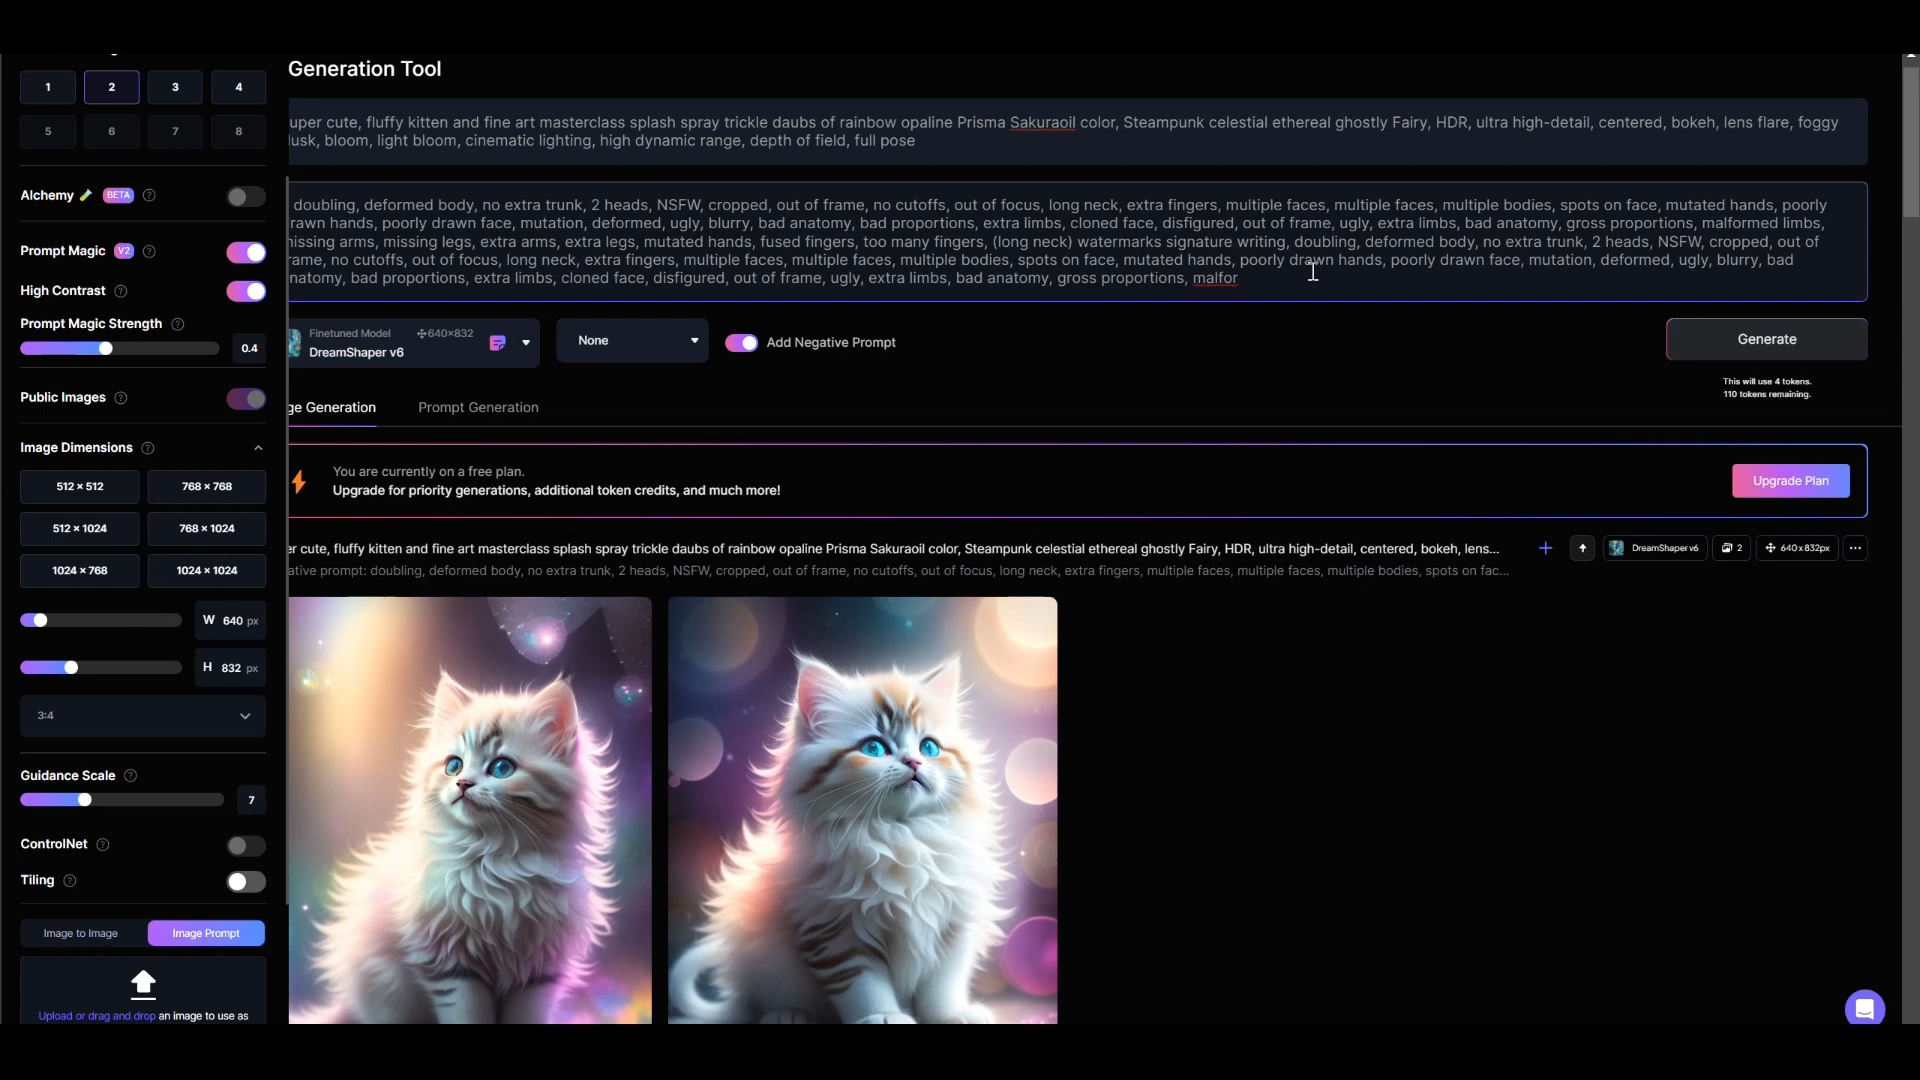 1
2
3
4
5
6
7
8
Alchemy BETA
Prompt Magic V2
High Contrast
Prompt Magic Strength
0.4
Public Images
Image Dimensions
512 × 512
768 × 768
512 × 1024
768 × 1024
1024 × 768
1024 × 1024
W 640 px
H 832 px
3:4
Guidance Scale
7
ControlNet
Tiling
Image to Image
Image Prompt
Upload or drag and drop an image to use as
Generation Tool
uper cute, fluffy kitten and fine art masterclass splash spray trickle daubs of rainbow opaline Prisma Sakuraoil color, Steampunk celestial ethereal ghostly Fairy, HDR, ultra high-detail, centered, bokeh, lens flare, foggy
lusk, bloom, light bloom, cinematic lighting, high dynamic range, depth of field, full pose
doubling, deformed body, no extra trunk, 2 heads, NSFW, cropped, out of frame, no cutoffs, out of focus, long neck, extra fingers, multiple faces, multiple faces, multiple bodies, spots on face, mutated hands, poorly
rawn hands, poorly drawn face, mutation, deformed, ugly, blurry, bad anatomy, bad proportions, extra limbs, cloned face, disfigured, out of frame, ugly, extra limbs, bad anatomy, gross proportions, malformed limbs,
nissing arms, missing legs, extra arms, extra legs, mutated hands, fused fingers, too many fingers, (long neck) watermarks signature writing, doubling, deformed body, no extra trunk, 2 heads, NSFW, cropped, out of
rame, no cutoffs, out of focus, long neck, extra fingers, multiple faces, multiple faces, multiple bodies, spots on face, mutated hands, poorly drawn hands, poorly drawn face, mutation, deformed, ugly, blurry, bad
natomy, bad proportions, extra limbs, cloned face, disfigured, out of frame, ugly, extra limbs, bad anatomy, gross proportions, malfor
Finetuned Model
640×832
DreamShaper v6
None
Add Negative Prompt
Generate
This will use 4 tokens.
110 tokens remaining.
ge Generation
Prompt Generation
You are currently on a free plan.
Upgrade for priority generations, additional token credits, and much more!
Upgrade Plan
er cute, fluffy kitten and fine art masterclass splash spray trickle daubs of rainbow opaline Prisma Sakuraoil color, Steampunk celestial ethereal ghostly Fairy, HDR, ultra high-detail, centered, bokeh, lens...
DreamShaper v6
2
640x832px
ative prompt: doubling, deformed body, no extra trunk, 2 heads, NSFW, cropped, out of frame, no cutoffs, out of focus, long neck, extra fingers, multiple faces, multiple faces, multiple bodies, spots on fac...